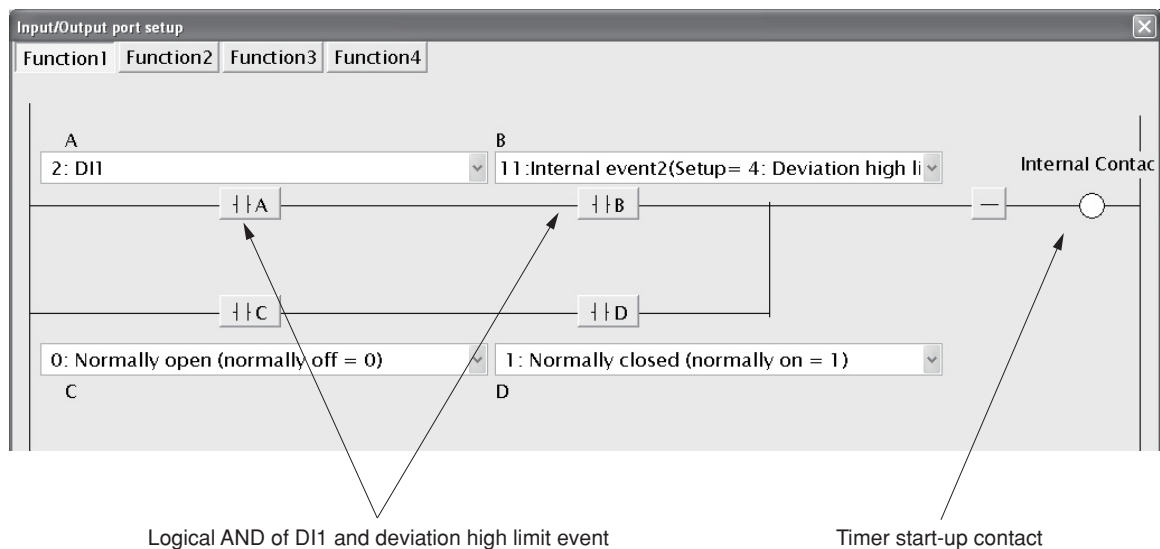 Input/Output port setup
Function1 Function2 Function3 Function4
A
B
2: DI1
11:Internal event2(Setup= 4: Deviation high li
Internal Contac
A
B
C
D
0: Normally open (normally off = 0)
1: Normally closed (normally on = 1)
C
D
Logical AND of DI1 and deviation high limit event
Timer start-up contact